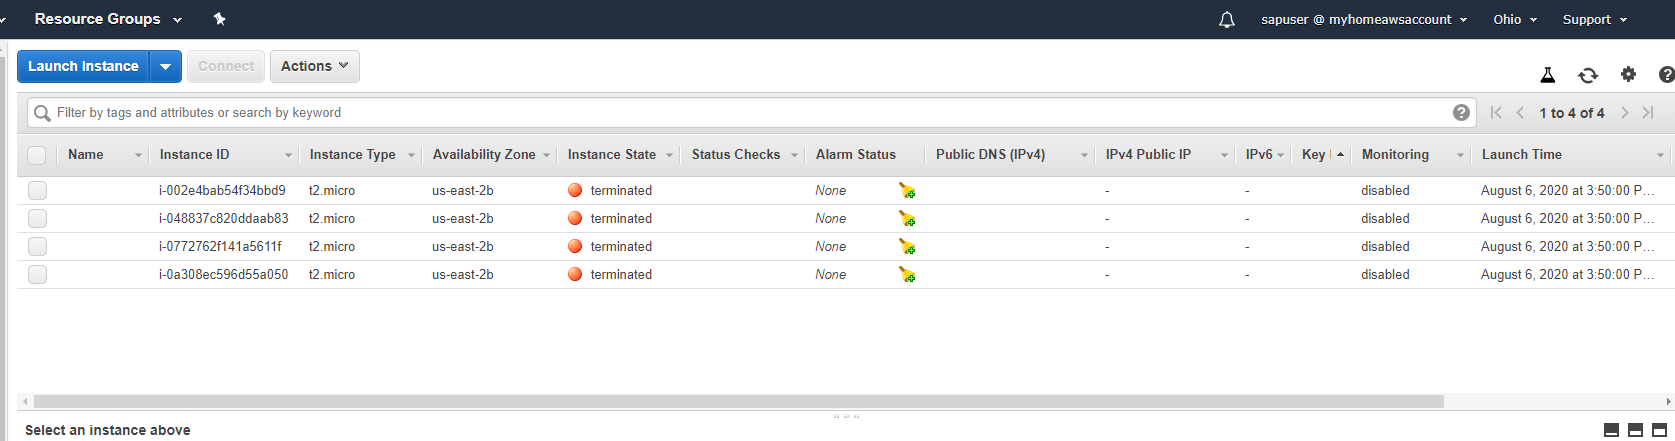 Resource Groups sapuser @ myhomeawsaccount Ohio Support
Launch Instance Connect Actions
Filter by tags and attributes or search by keyword 1 to 4 of 4
Name Instance ID Instance Type Availability Zone Instance State Status Checks Alarm Status Public DNS (IPv4) IPv4 Public IP IPv6 Key Monitoring Launch Time
i-002e4bab54f34bbd9 t2.micro us-east-2b terminated None - - disabled August 6, 2020 at 3:50:00 P...
i-048837c820ddaab83 t2.micro us-east-2b terminated None - - disabled August 6, 2020 at 3:50:00 P...
i-0772762f141a5611f t2.micro us-east-2b terminated None - - disabled August 6, 2020 at 3:50:00 P...
i-0a308ec596d55a050 t2.micro us-east-2b terminated None - - disabled August 6, 2020 at 3:50:00 P...
Select an instance above